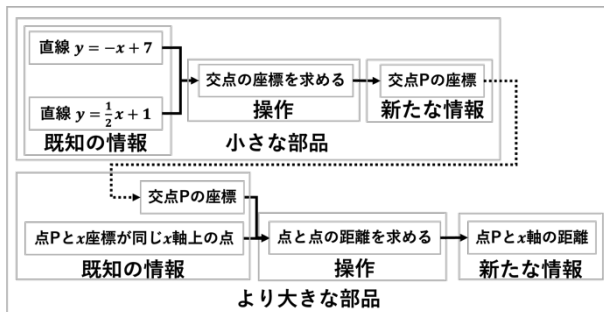 直線 y = −x + 7
交点の座標を求める
交点Pの座標
直線 y = 1/2 x + 1
操作
新たな情報
既知の情報
小さな部品
交点Pの座標
点Pとx座標が同じx軸上の点
点と点の距離を求める
点Pとx軸の距離
既知の情報
操作
新たな情報
より大きな部品